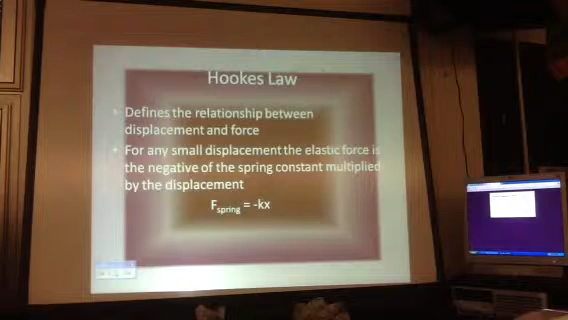 Hookes Law
• Defines the relationship between
displacement and force
• For any small displacement the elastic force is
the negative of the spring constant multiplied
by the displacement
Fspring = -kx